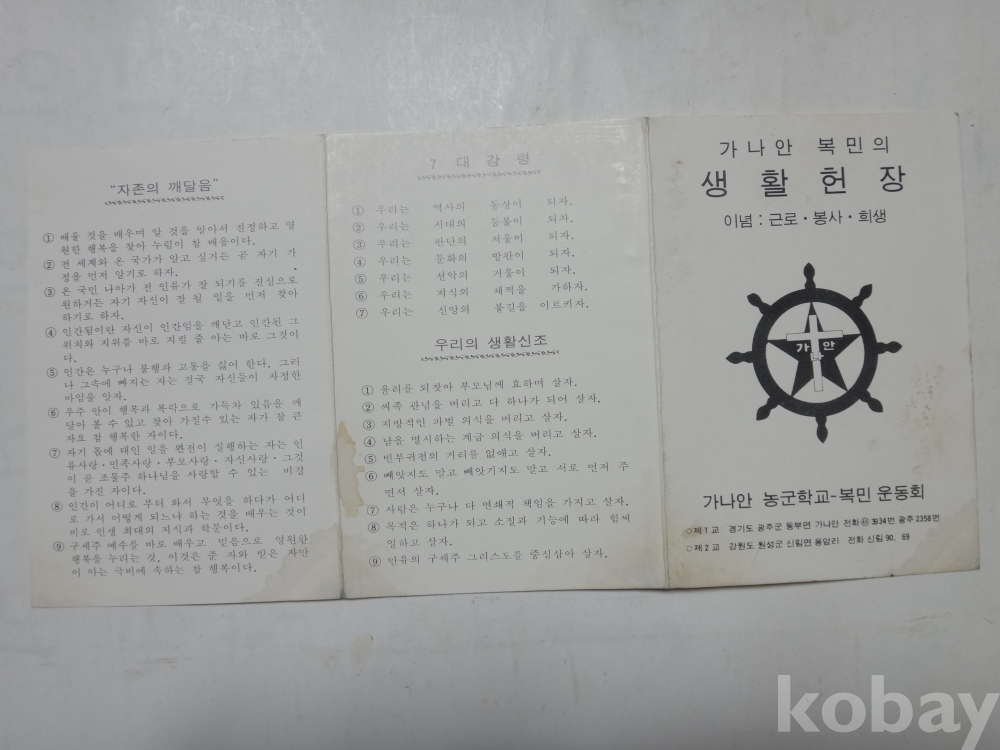 “자존의 깨달음”
① 배울 것을 배우며 알 것을 알아서 진정하고 영
원한 행복을 찾아 누림이 참 배움이다.
② 전 세계와 온 국가가 알고 싶거든 곧 자기 가
정을 먼저 알기로 하자.
③ 온 국민 나아가 전 인류가 잘 되기를 진심으로
원하거든 자기 자신이 잘 될 일을 먼저 찾아
하기로 하자.
④ 인간됨이란 자신이 인간임을 깨닫고 인간된 그
위치와 지위를 바로 지킬 줄 아는 바로 그것이
다.
⑤ 인간은 누구나 불행과 고통을 싫어 한다. 그러
나 그속에 빠지는 자는 결국 자신들이 자청한
바임을 알자.
⑥ 우주 안이 행복과 복락으로 가득차 있음을 깨
달아 볼 수 있고 찾아 가질수 있는 자가 참 큰
자요 참 행복한 자이다.
⑦ 자기 몸에 대인 일을 완전이 실행하는 자는 인
류사랑·민족사랑·부모사랑·자신사랑·그것
이 곧 조물주 하나님을 사랑할 수 있는 비결
을 가진 자이다.
⑧ 인간이 어디로 부터 와서 무엇을 하다가 어디
로 가서 어떻게 되느냐 하는 것을 배우는 것이
비로 인생 최대의 지식과 학문이다.
⑨ 구세주 예수를 바로 배우고 믿음으로 영원한
행복을 누리는 것. 이것은 준 자와 받은 자만
이 아는 극비에 속하는 참 행복이다.
7 대 강 령
① 우리는 역사의 동상이 되자.
② 우리는 시대의 등불이 되자.
③ 우리는 판단의 저울이 되자.
④ 우리는 문화의 발판이 되자.
⑤ 우리는 선악의 거울이 되자.
⑥ 우리는 지식의 채찍을 가하자.
⑦ 우리는 신앙의 불길을 이르키자.
우리의 생활신조
① 윤리를 되찾아 부모님께 효하며 살자.
② 씨족 관념을 버리고 다 하나가 되어 살자.
③ 지방적인 파벌 의식을 버리고 살자.
④ 남을 멸시하는 계급 의식을 버리고 살자.
⑤ 빈부귀천의 거리를 없애고 살자.
⑥ 빼앗지도 말고 빼앗기지도 말고 서로 먼저 주
면서 살자.
⑦ 사람은 누구나 다 연쇄적 책임을 가지고 살자.
⑧ 목적은 하나가 되고 소질과 기능에 따라 힘써
일하고 살자.
⑨ 만유의 구세주 그리스도를 중심삼아 살자.
가나안 복민의
생활헌장
이념 : 근로·봉사·희생
가 안
나
가나안 농군학교-복민 운동회
○제1교 경기도 광주군 동부면 가나안 전화 3934번 광주 2358번
○제2교 강원도 원성군 신림면 용암리 전화 신림 90. 69
kobay